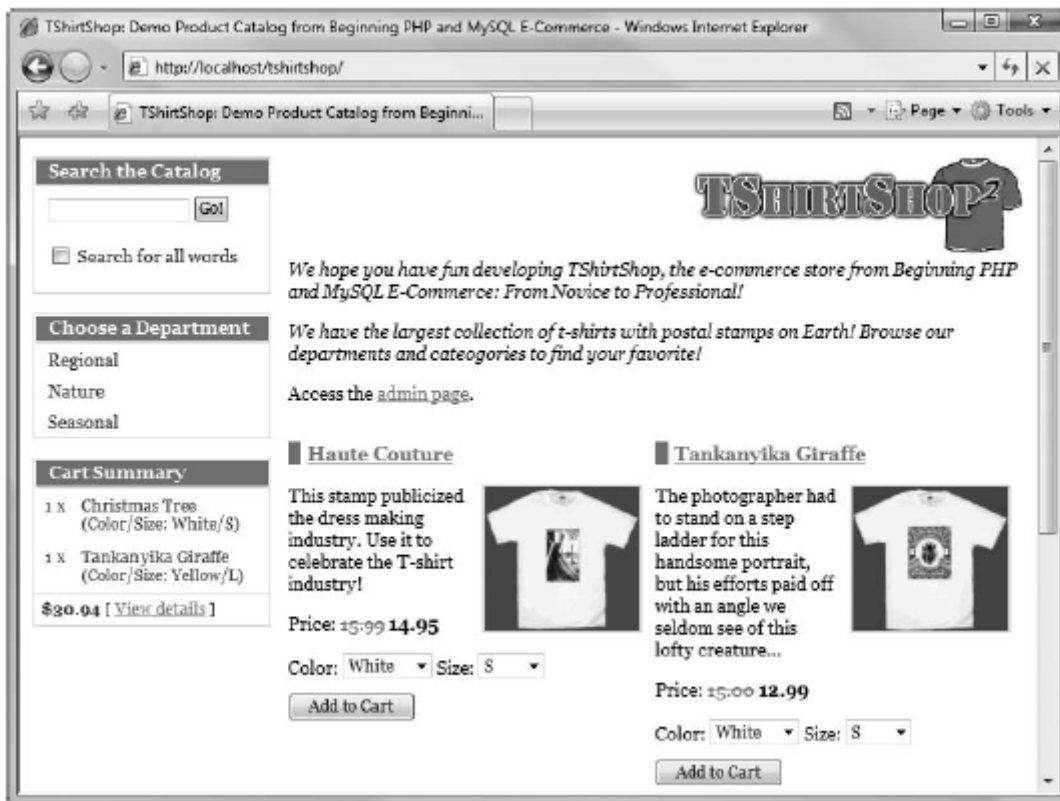 TShirtShop: Demo Product Catalog from Beginning PHP and MySQL E-Commerce - Windows Internet Explorer
http://localhost/tshirtshop/
TShirtShop: Demo Product Catalog from Beginni...
Page
Tools
Search the Catalog
Go!
Search for all words
Choose a Department
Regional
Nature
Seasonal
Cart Summary
1 x Christmas Tree
(Color/Size: White/S)
1 x Tankanyika Giraffe
(Color/Size: Yellow/L)
$30.94 [ View details ]
TShirtShop2
We hope you have fun developing TShirtShop, the e-commerce store from Beginning PHP
and MySQL E-Commerce: From Novice to Professional!
We have the largest collection of t-shirts with postal stamps on Earth! Browse our
departments and cateogories to find your favorite!
Access the admin page.
Haute Couture
This stamp publicized
the dress making
industry. Use it to
celebrate the T-shirt
industry!
Price: 15.99 14.95
Color: White Size: S
Add to Cart
Tankanyika Giraffe
The photographer had
to stand on a step
ladder for this
handsome portrait,
but his efforts paid off
with an angle we
seldom see of this
lofty creature...
Price: 15.00 12.99
Color: White Size: S
Add to Cart